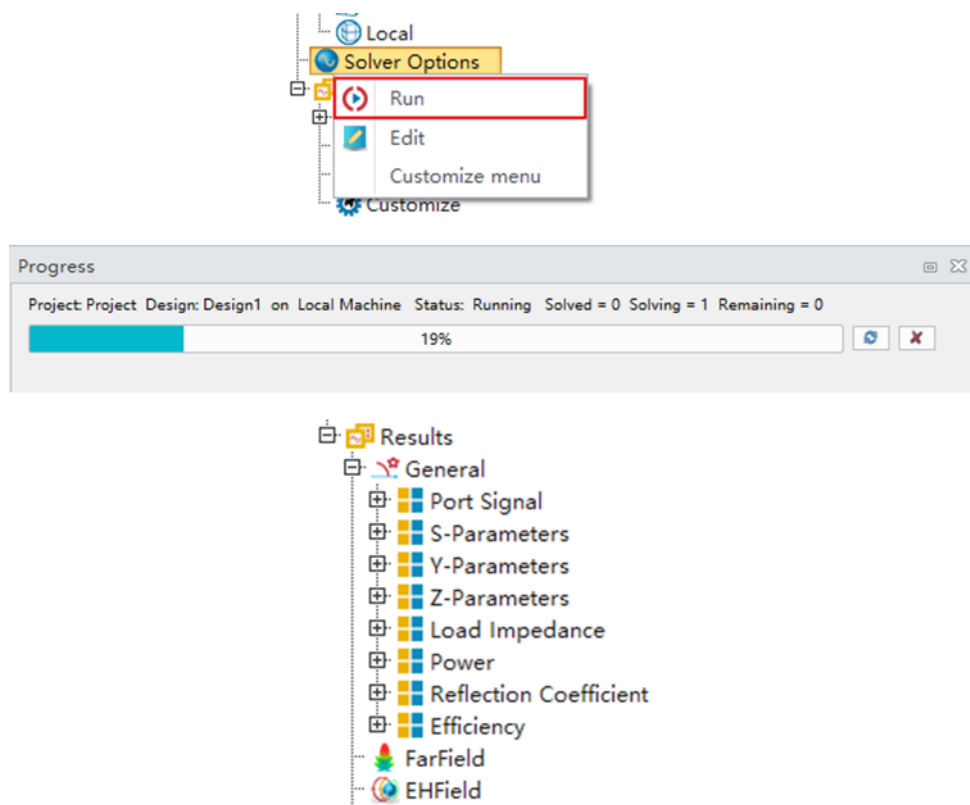 Local
Solver Options
Run
Edit
Customize menu
Customize
Progress
Project: Project Design: Design1 on Local Machine Status: Running Solved = 0 Solving = 1 Remaining = 0
19%
Results
General
Port Signal
S-Parameters
Y-Parameters
Z-Parameters
Load Impedance
Power
Reflection Coefficient
Efficiency
FarField
EHField